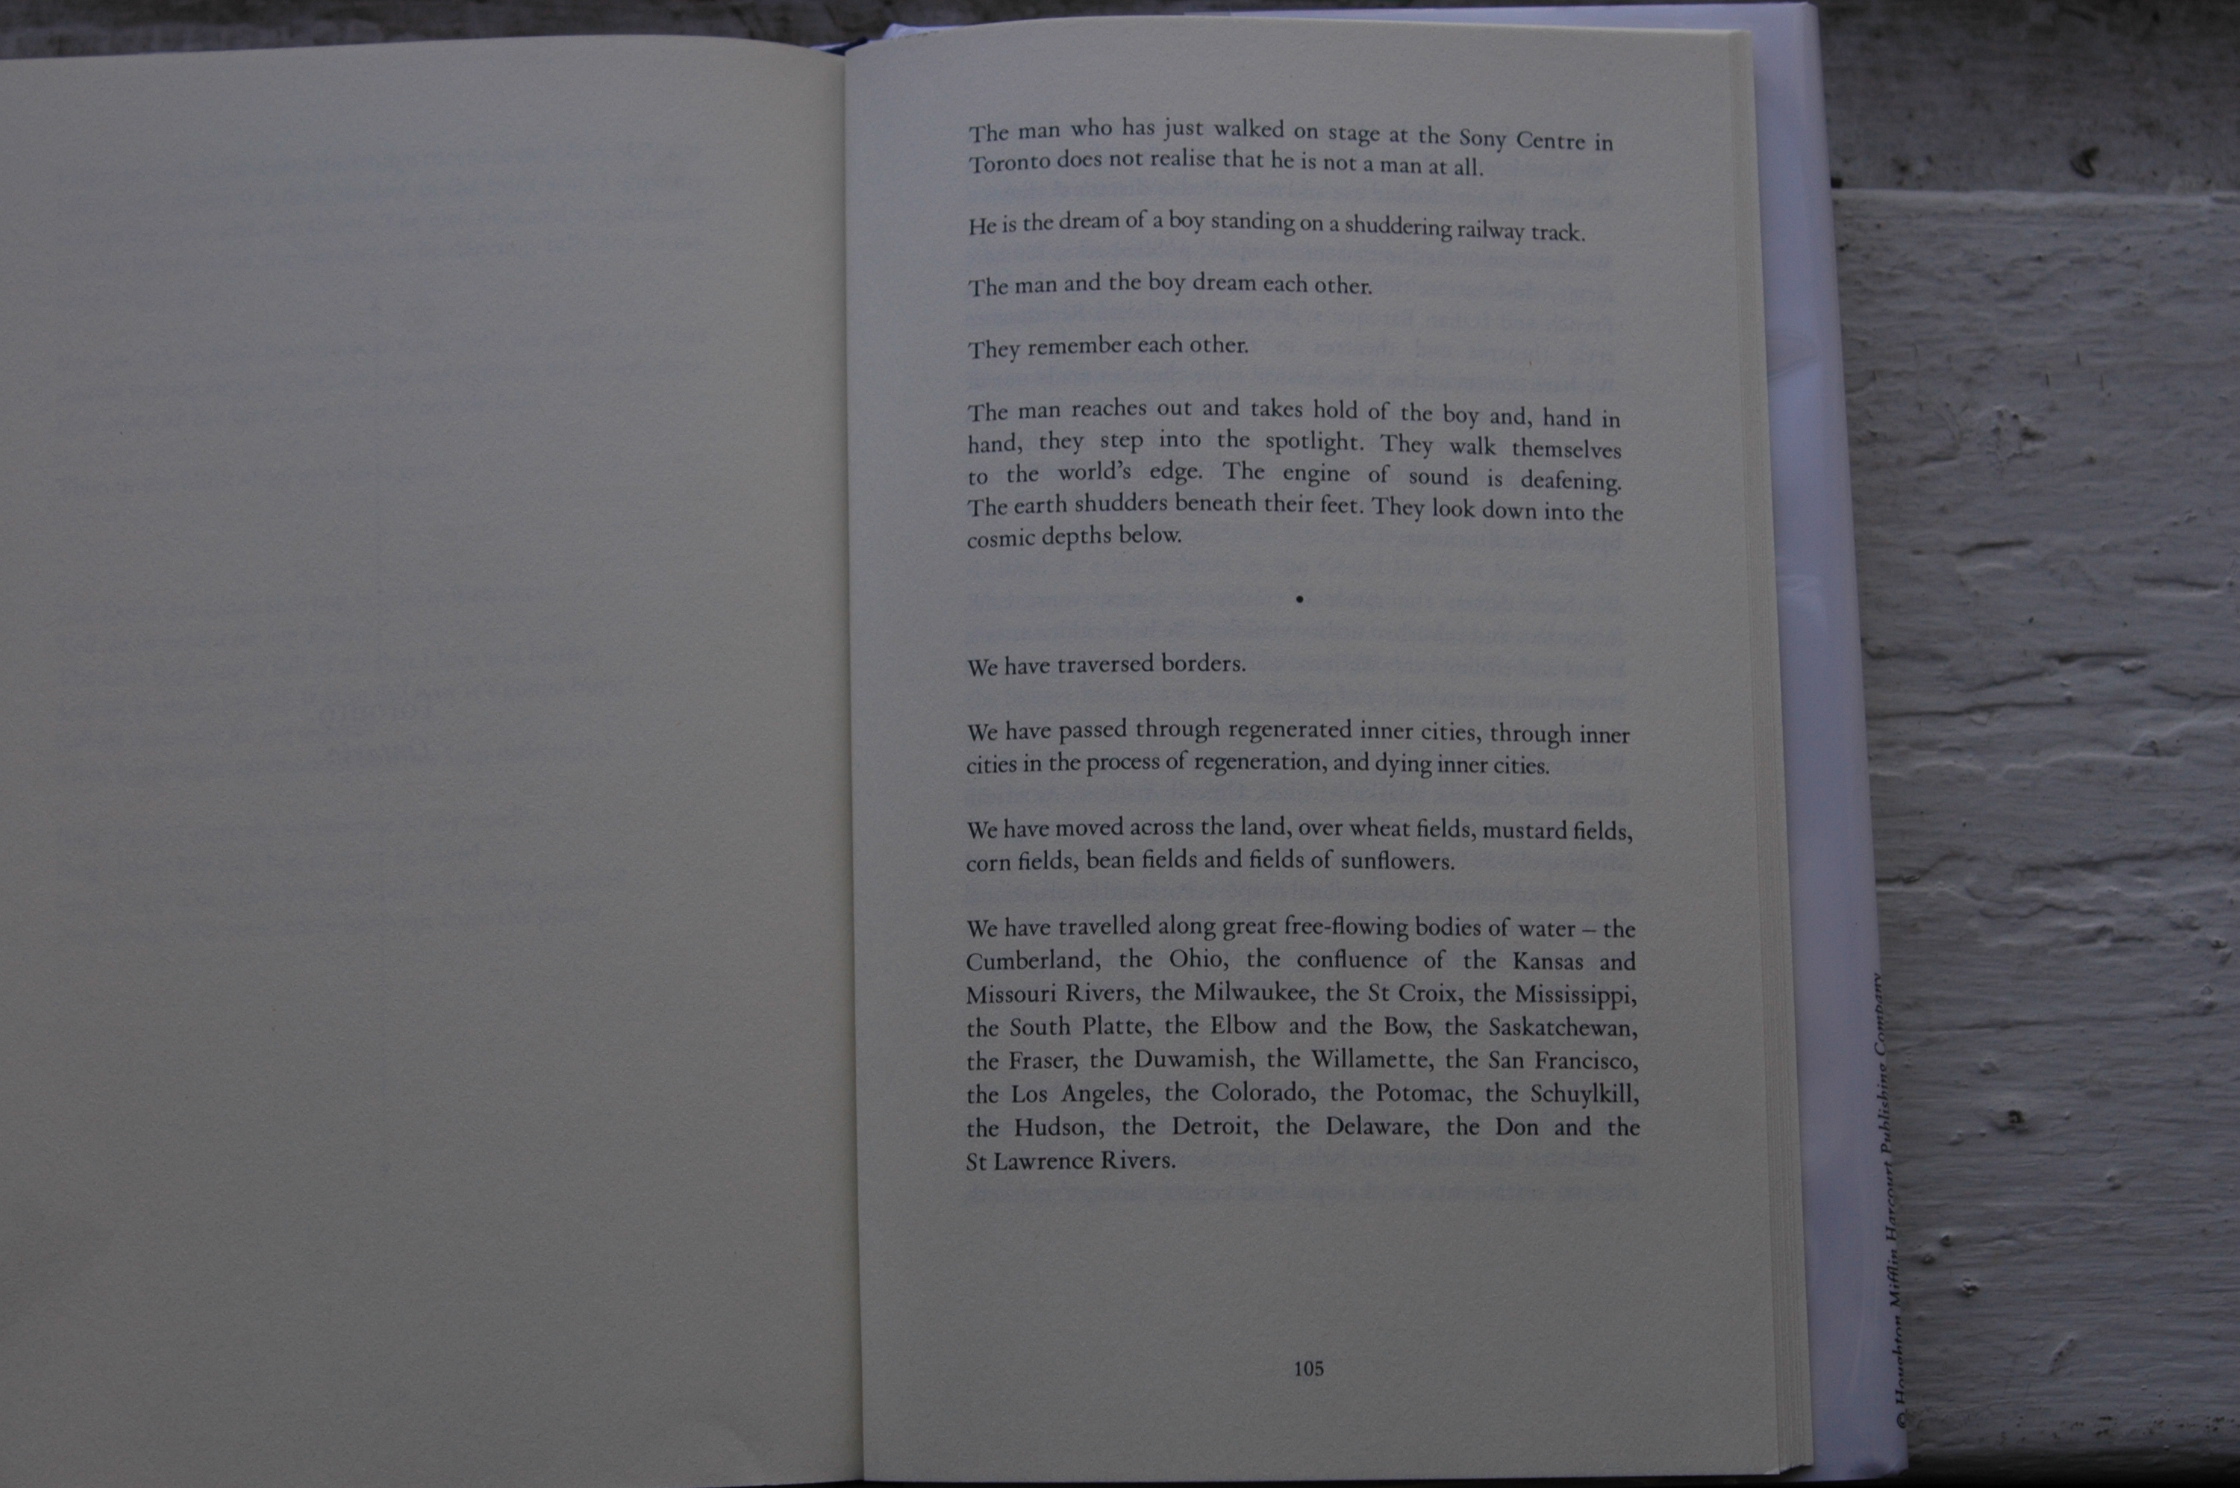 The man who has just walked on stage at the Sony Centre in
Toronto does not realise that he is not a man at all.
He is the dream of a boy standing on a shuddering railway track.
The man and the boy dream each other.
They remember each other.
The man reaches out and takes hold of the boy and, hand in
hand, they step into the spotlight. They walk themselves
to the world’s edge. The engine of sound is deafening.
The earth shudders beneath their feet. They look down into the
cosmic depths below.
•
We have traversed borders.
We have passed through regenerated inner cities, through inner
cities in the process of regeneration, and dying inner cities.
We have moved across the land, over wheat fields, mustard fields,
corn fields, bean fields and fields of sunflowers.
We have travelled along great free-flowing bodies of water – the
Cumberland, the Ohio, the confluence of the Kansas and
Missouri Rivers, the Milwaukee, the St Croix, the Mississippi,
the South Platte, the Elbow and the Bow, the Saskatchewan,
the Fraser, the Duwamish, the Willamette, the San Francisco,
the Los Angeles, the Colorado, the Potomac, the Schuylkill,
the Hudson, the Detroit, the Delaware, the Don and the
St Lawrence Rivers.
105
© Houghton Mifflin Harcourt Publishing Company